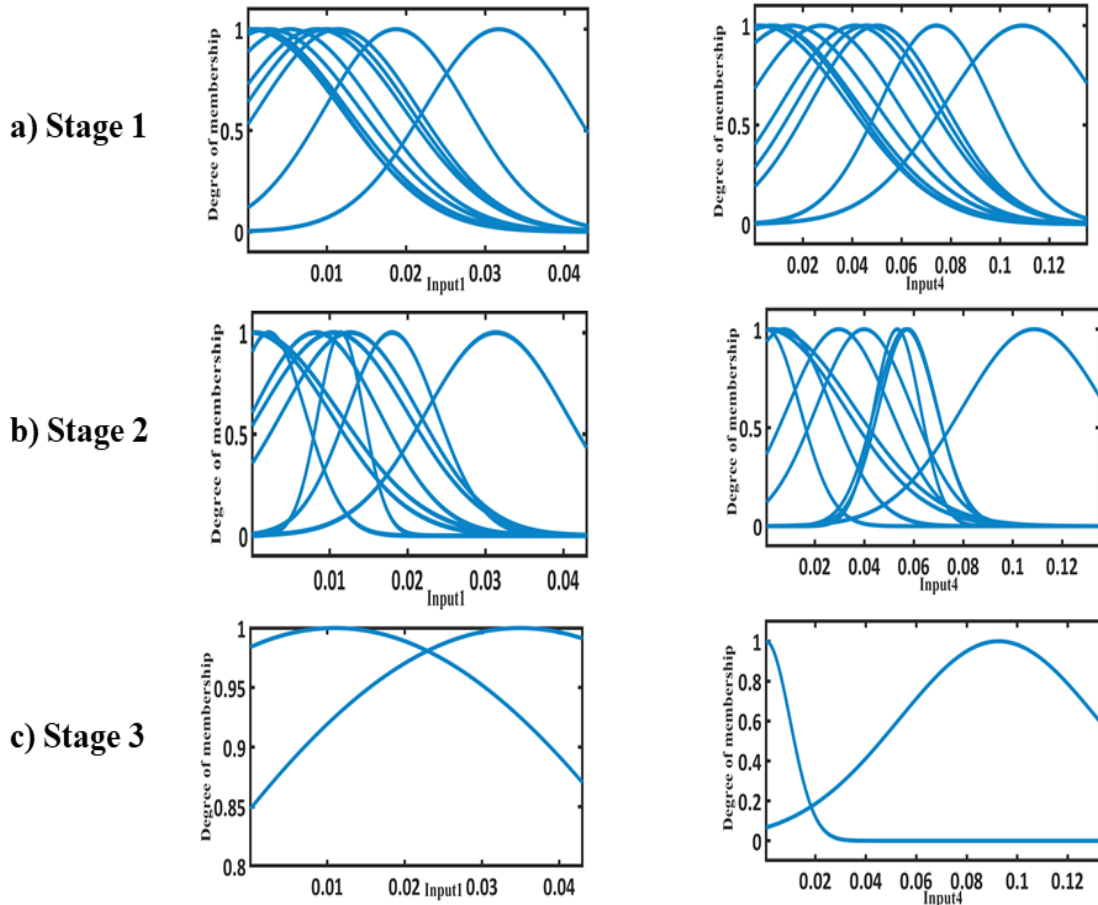 a) Stage 1
Degree of membership
1
0.5
0
0.01 0.02 0.03 0.04
Input1
Degree of membership
1
0.5
0
0.02 0.04 0.06 0.08 0.1 0.12
Input4
b) Stage 2
Degree of membership
1
0.5
0
0.01 0.02 0.03 0.04
Input1
Degree of membership
1
0.5
0
0.02 0.04 0.06 0.08 0.1 0.12
Input4
c) Stage 3
Degree of membership
1
0.95
0.9
0.85
0.8
0.01 0.02 0.03 0.04
Input1
Degree of membership
1
0.8
0.6
0.4
0.2
0
0.02 0.04 0.06 0.08 0.1 0.12
Input4